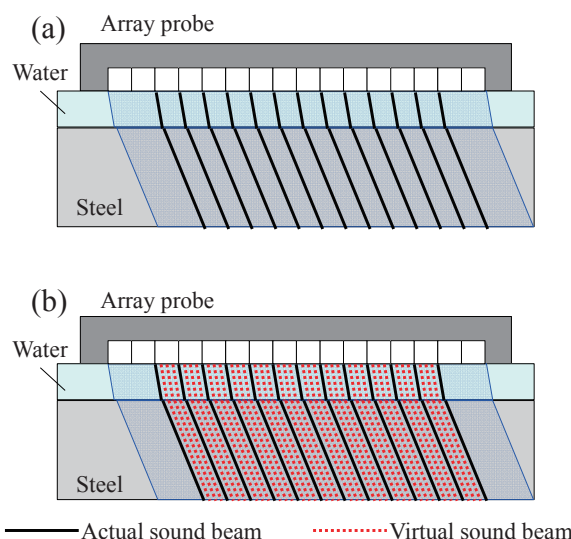 (a)
Array probe
Water
Steel
(b)
Array probe
Water
Steel
Actual sound beam
Virtual sound beam